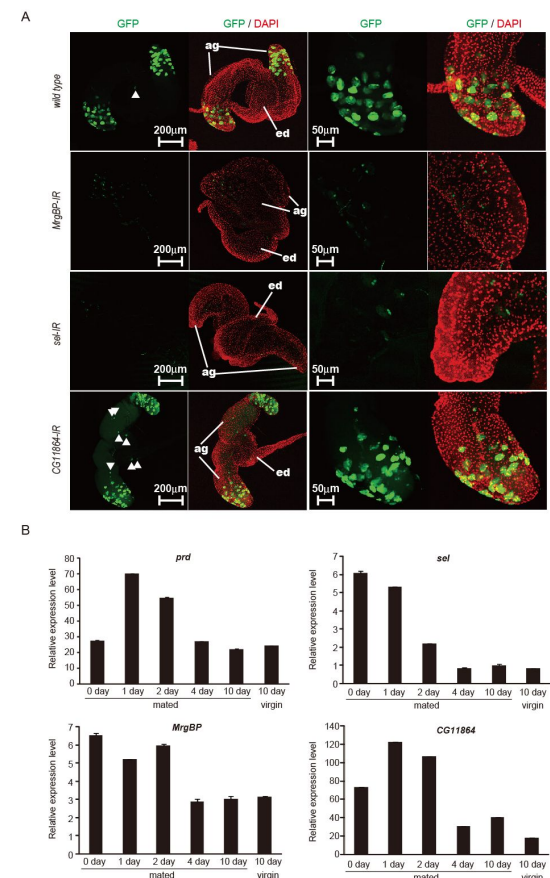 A
GFP GFP / DAPI GFP GFP / DAPI
wild type
ag
ed
200μm
50μm
MrgBP-IR
ag
ed
200μm
50μm
sel-IR
ed
ag
200μm
50μm
CG11864-IR
ag
ed
200μm
50μm
B
prd
Relative expression level
80
70
60
50
40
30
20
10
0
0 day 1 day 2 day 4 day 10 day 10 day
mated virgin
sel
Relative expression level
7
6
5
4
3
2
1
0
0 day 1 day 2 day 4 day 10 day 10 day
mated virgin
MrgBP
Relative expression level
7
6
5
4
3
2
1
0
0 day 1 day 2 day 4 day 10 day 10 day
mated virgin
CG11864
Relative expression level
140
120
100
80
60
40
20
0
0 day 1 day 2 day 4 day 10 day 10 day
mated virgin